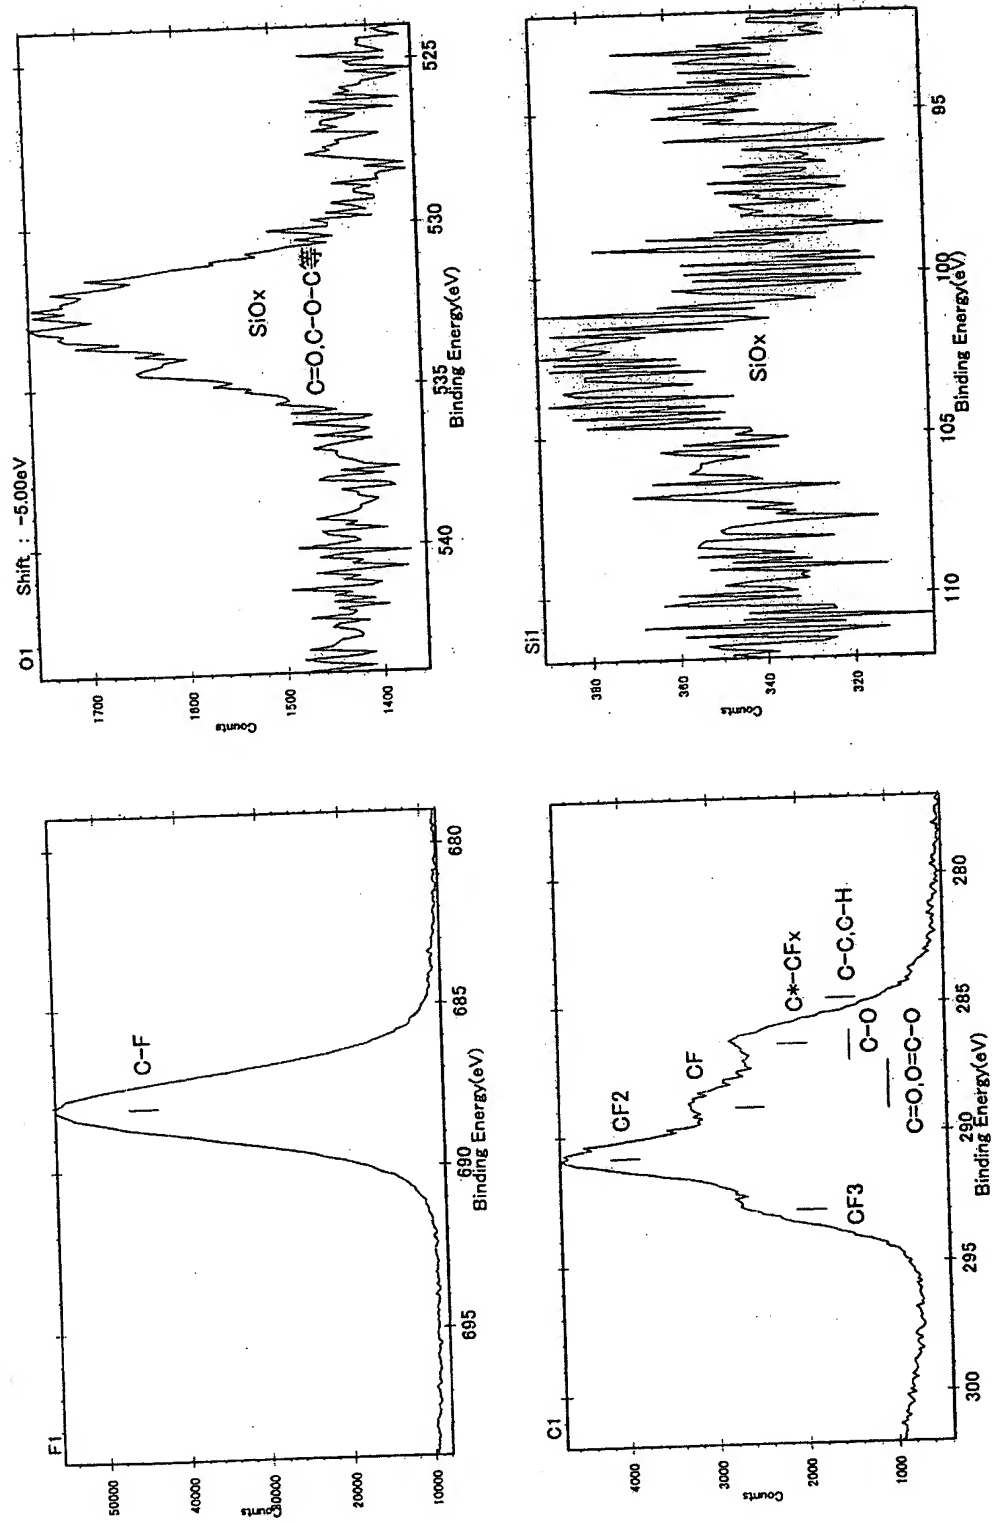 Shift : -5.00eV
O1
1700
1600
1500
1400
Counts
SiOx
C=O,C-O-C等
540
535
530
525
Binding Energy(eV)
Si1
380
360
340
320
Counts
SiOx
110
105
100
95
Binding Energy(eV)
F1
50000
40000
30000
20000
10000
Counts
C-F
695
690
685
680
Binding Energy(eV)
C1
4000
3000
2000
1000
Counts
CF3
CF2
CF
C*-CFx
C-C,C-H
C-O
C=O,O=C-O
300
295
290
285
280
Binding Energy(eV)